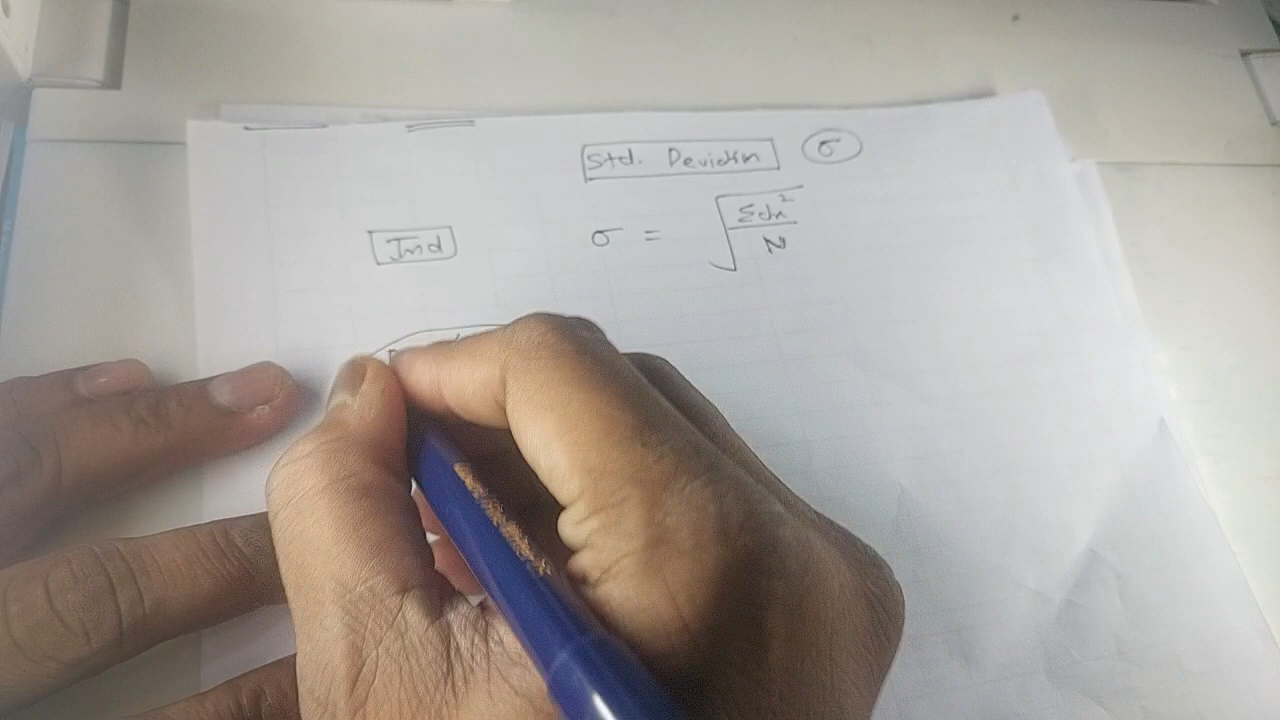 Std. Deviation σ
Ind σ = √Σdx²/N